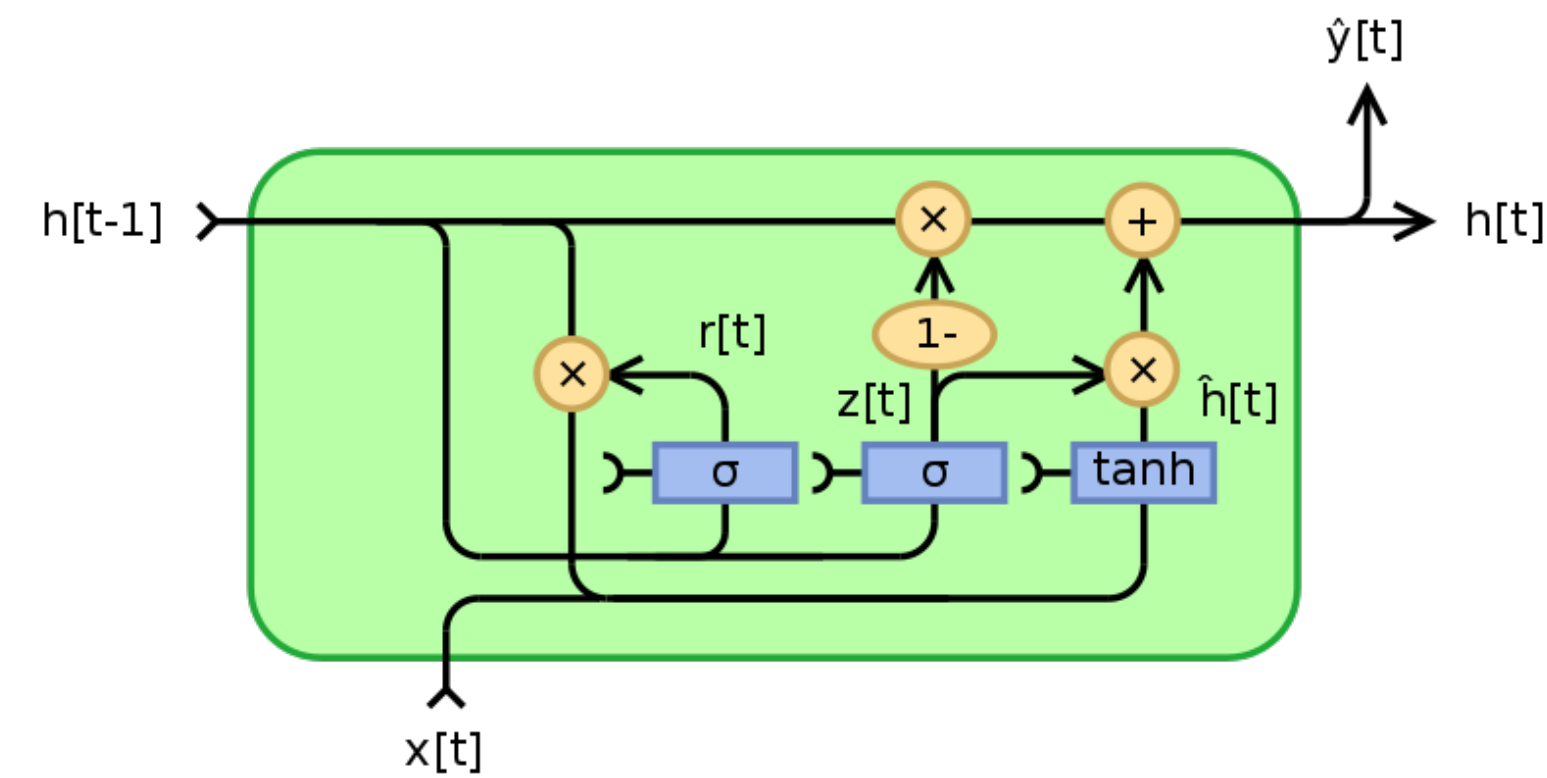 ŷ[t]
h[t-1]
×
+
h[t]
r[t]
1-
×
z[t]
×
ĥ[t]
σ
σ
tanh
x[t]